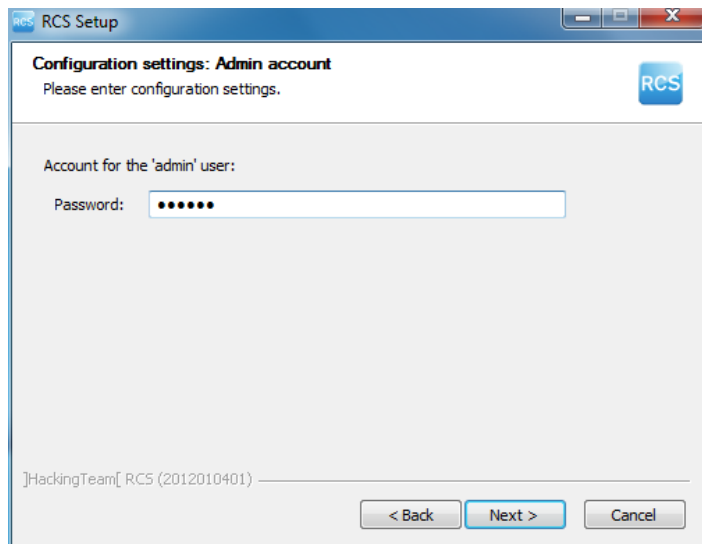 RCS RCS Setup
Configuration settings: Admin account
Please enter configuration settings.
RCS
Account for the 'admin' user:
Password: ••••••
]HackingTeam[ RCS (2012010401)
< Back Next > Cancel